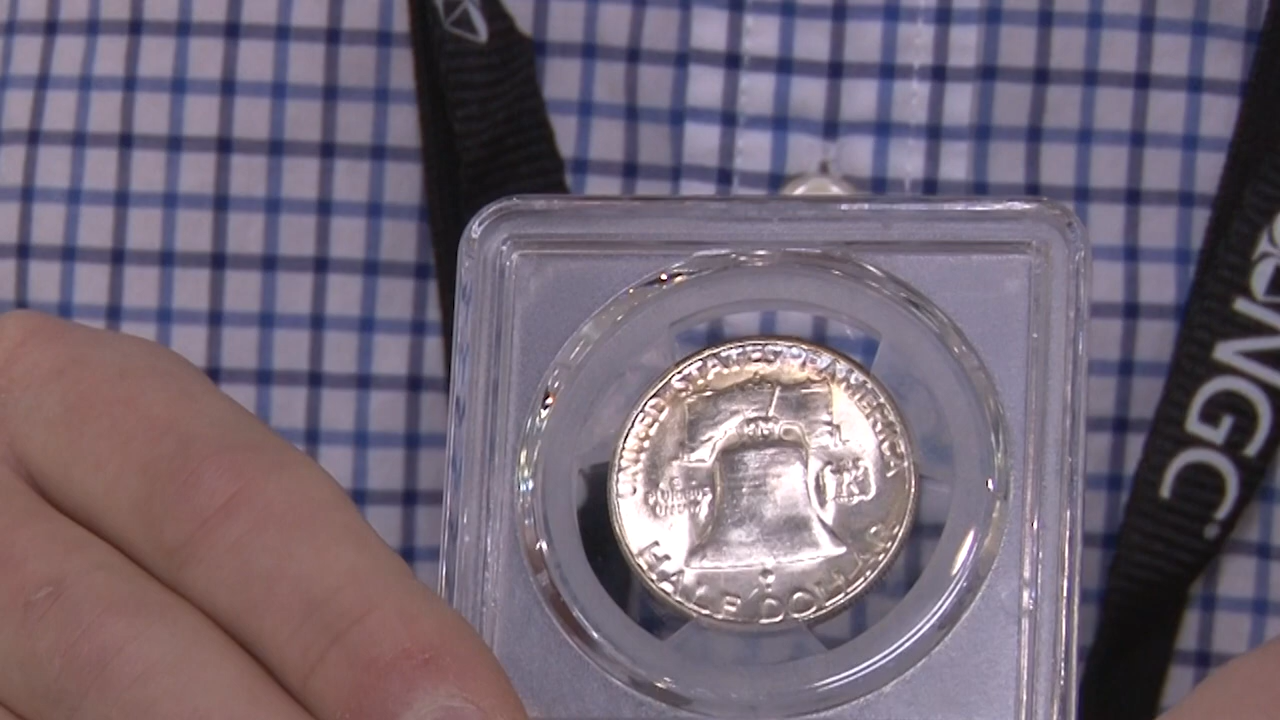 UNITED STATES OF AMERICA
E
PLURIBUS
UNUM
HALF DOLLAR
NGC